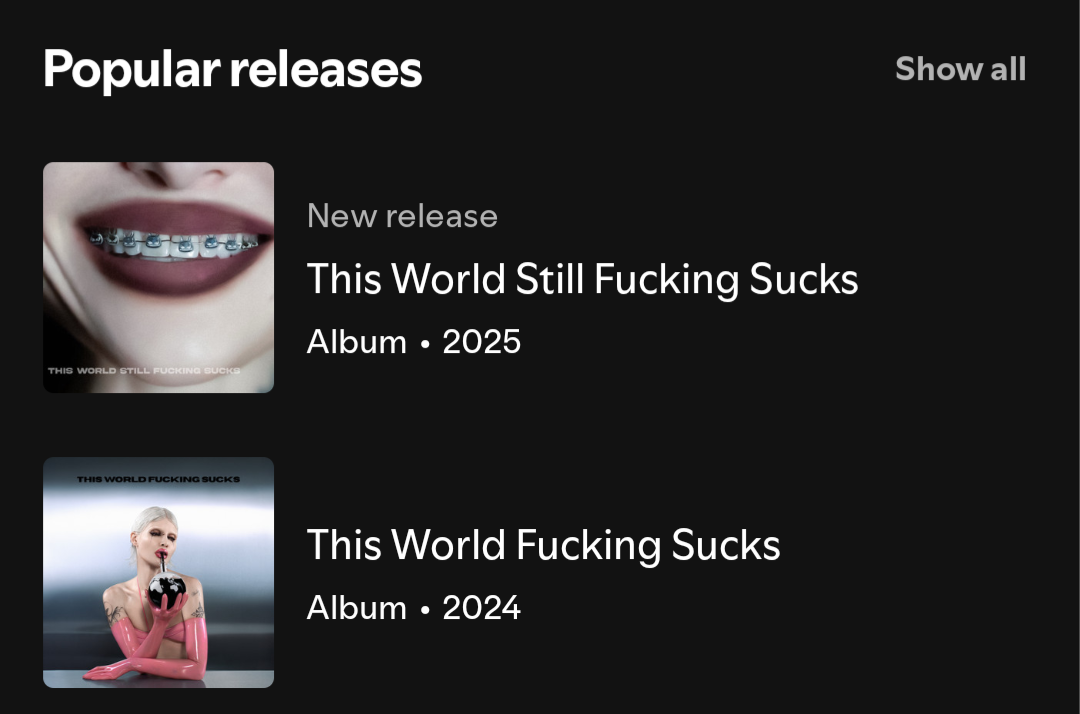 Popular releases
Show all
New release
This World Still Fucking Sucks
Album • 2025
THIS WORLD STILL FUCKING SUCKS
THIS WORLD FUCKING SUCKS
This World Fucking Sucks
Album • 2024